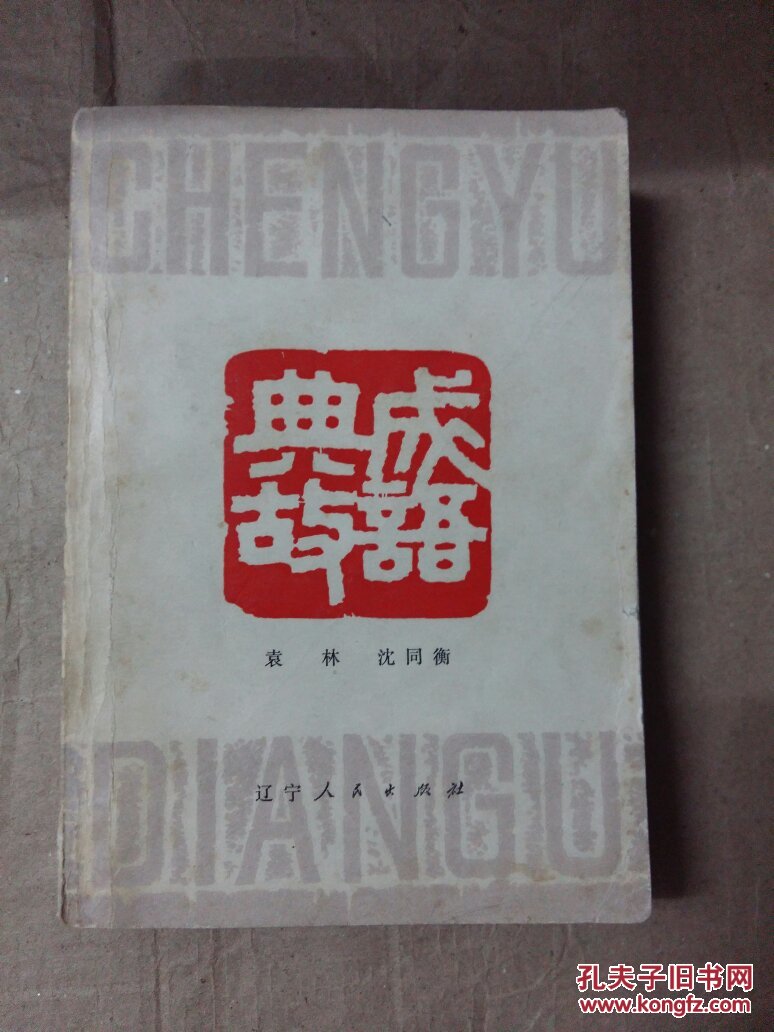 CHENGYU
成語
典故
袁 林 沈同衡
辽宁人民出版社
DIANGU
孔夫子旧书网
www.kongfz.com